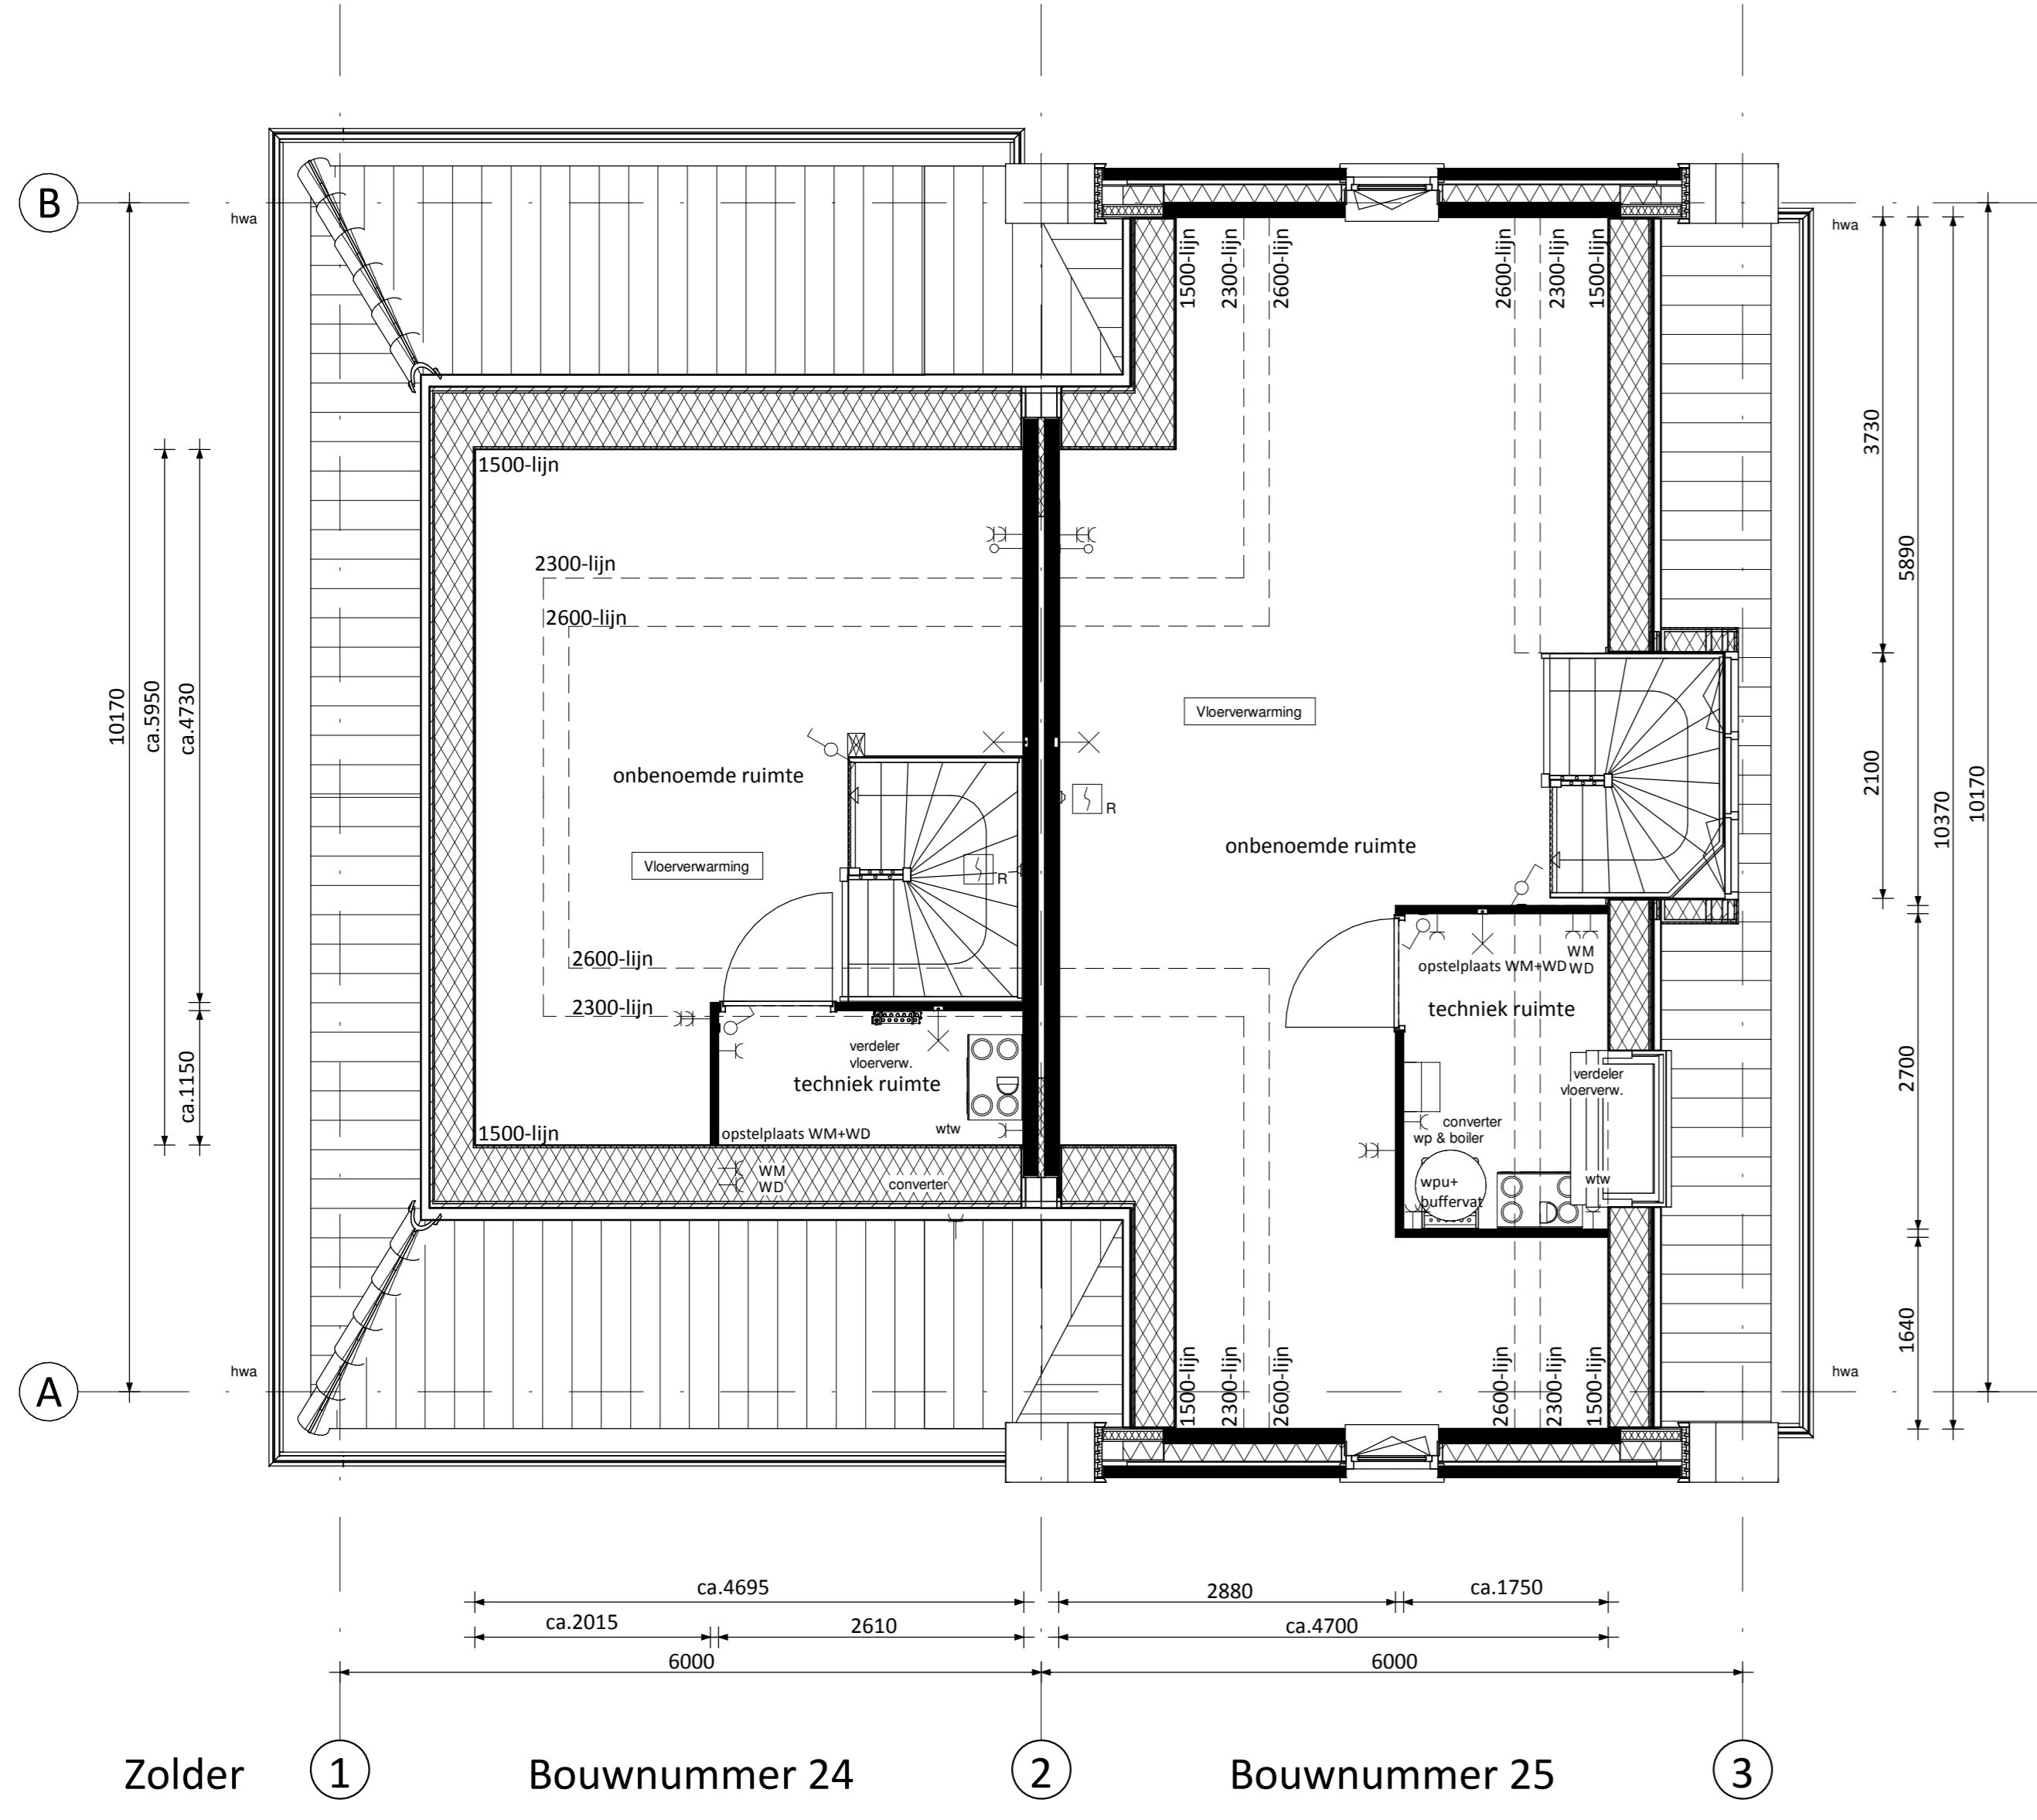 B
hwa
hwa
1500-lijn
2300-lijn
2600-lijn
2600-lijn
2300-lijn
1500-lijn
3730
5890
10370
10170
2100
2700
1640
10170
ca.5950
ca.4730
ca.1150
1500-lijn
2300-lijn
2600-lijn
Vloerverwarming
onbenoemde ruimte
R
onbenoemde ruimte
Vloerverwarming
R
2600-lijn
2300-lijn
WM
WD
opstelplaats WM+WD
techniek ruimte
verdeler
vloerverw.
techniek ruimte
verdeler
vloerverw.
converter
wp & boiler
1500-lijn
opstelplaats WM+WD
wtw
WM
WD
converter
wpu+
buffervat
wtw
hwa
hwa
1500-lijn
2300-lijn
2600-lijn
2600-lijn
2300-lijn
1500-lijn
A
ca.4695
2880
ca.1750
ca.2015
2610
ca.4700
6000
6000
Zolder
1
Bouwnummer 24
2
Bouwnummer 25
3